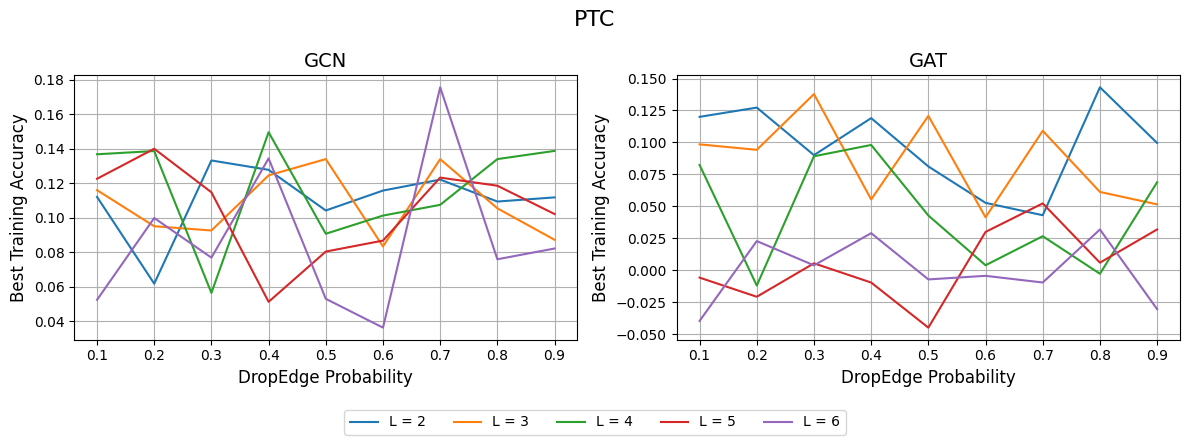 PTC
GCN
0.18
0.16
0.14
0.12
0.10
0.08
0.06
0.04
Best Training Accuracy
0.1 0.2 0.3 0.4 0.5 0.6 0.7 0.8 0.9
DropEdge Probability
GAT
0.150
0.125
0.100
0.075
0.050
0.025
0.000
−0.025
−0.050
Best Training Accuracy
0.1 0.2 0.3 0.4 0.5 0.6 0.7 0.8 0.9
DropEdge Probability
L = 2 L = 3 L = 4 L = 5 L = 6